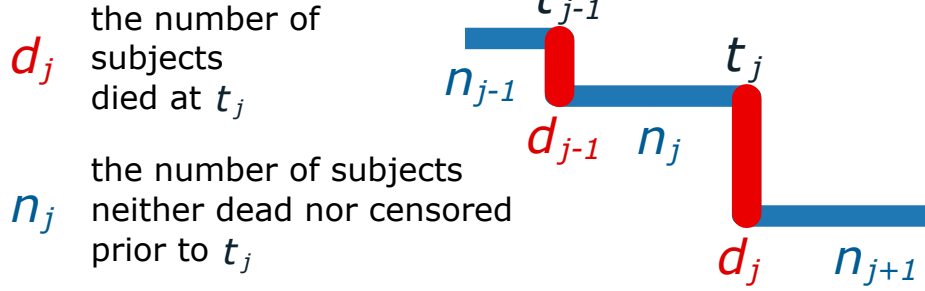 d_j the number of
subjects
died at t_j
n_j the number of subjects
neither dead nor censored
prior to t_j
t_{j-1}
t_j
n_{j-1}
d_{j-1} n_j
d_j n_{j+1}